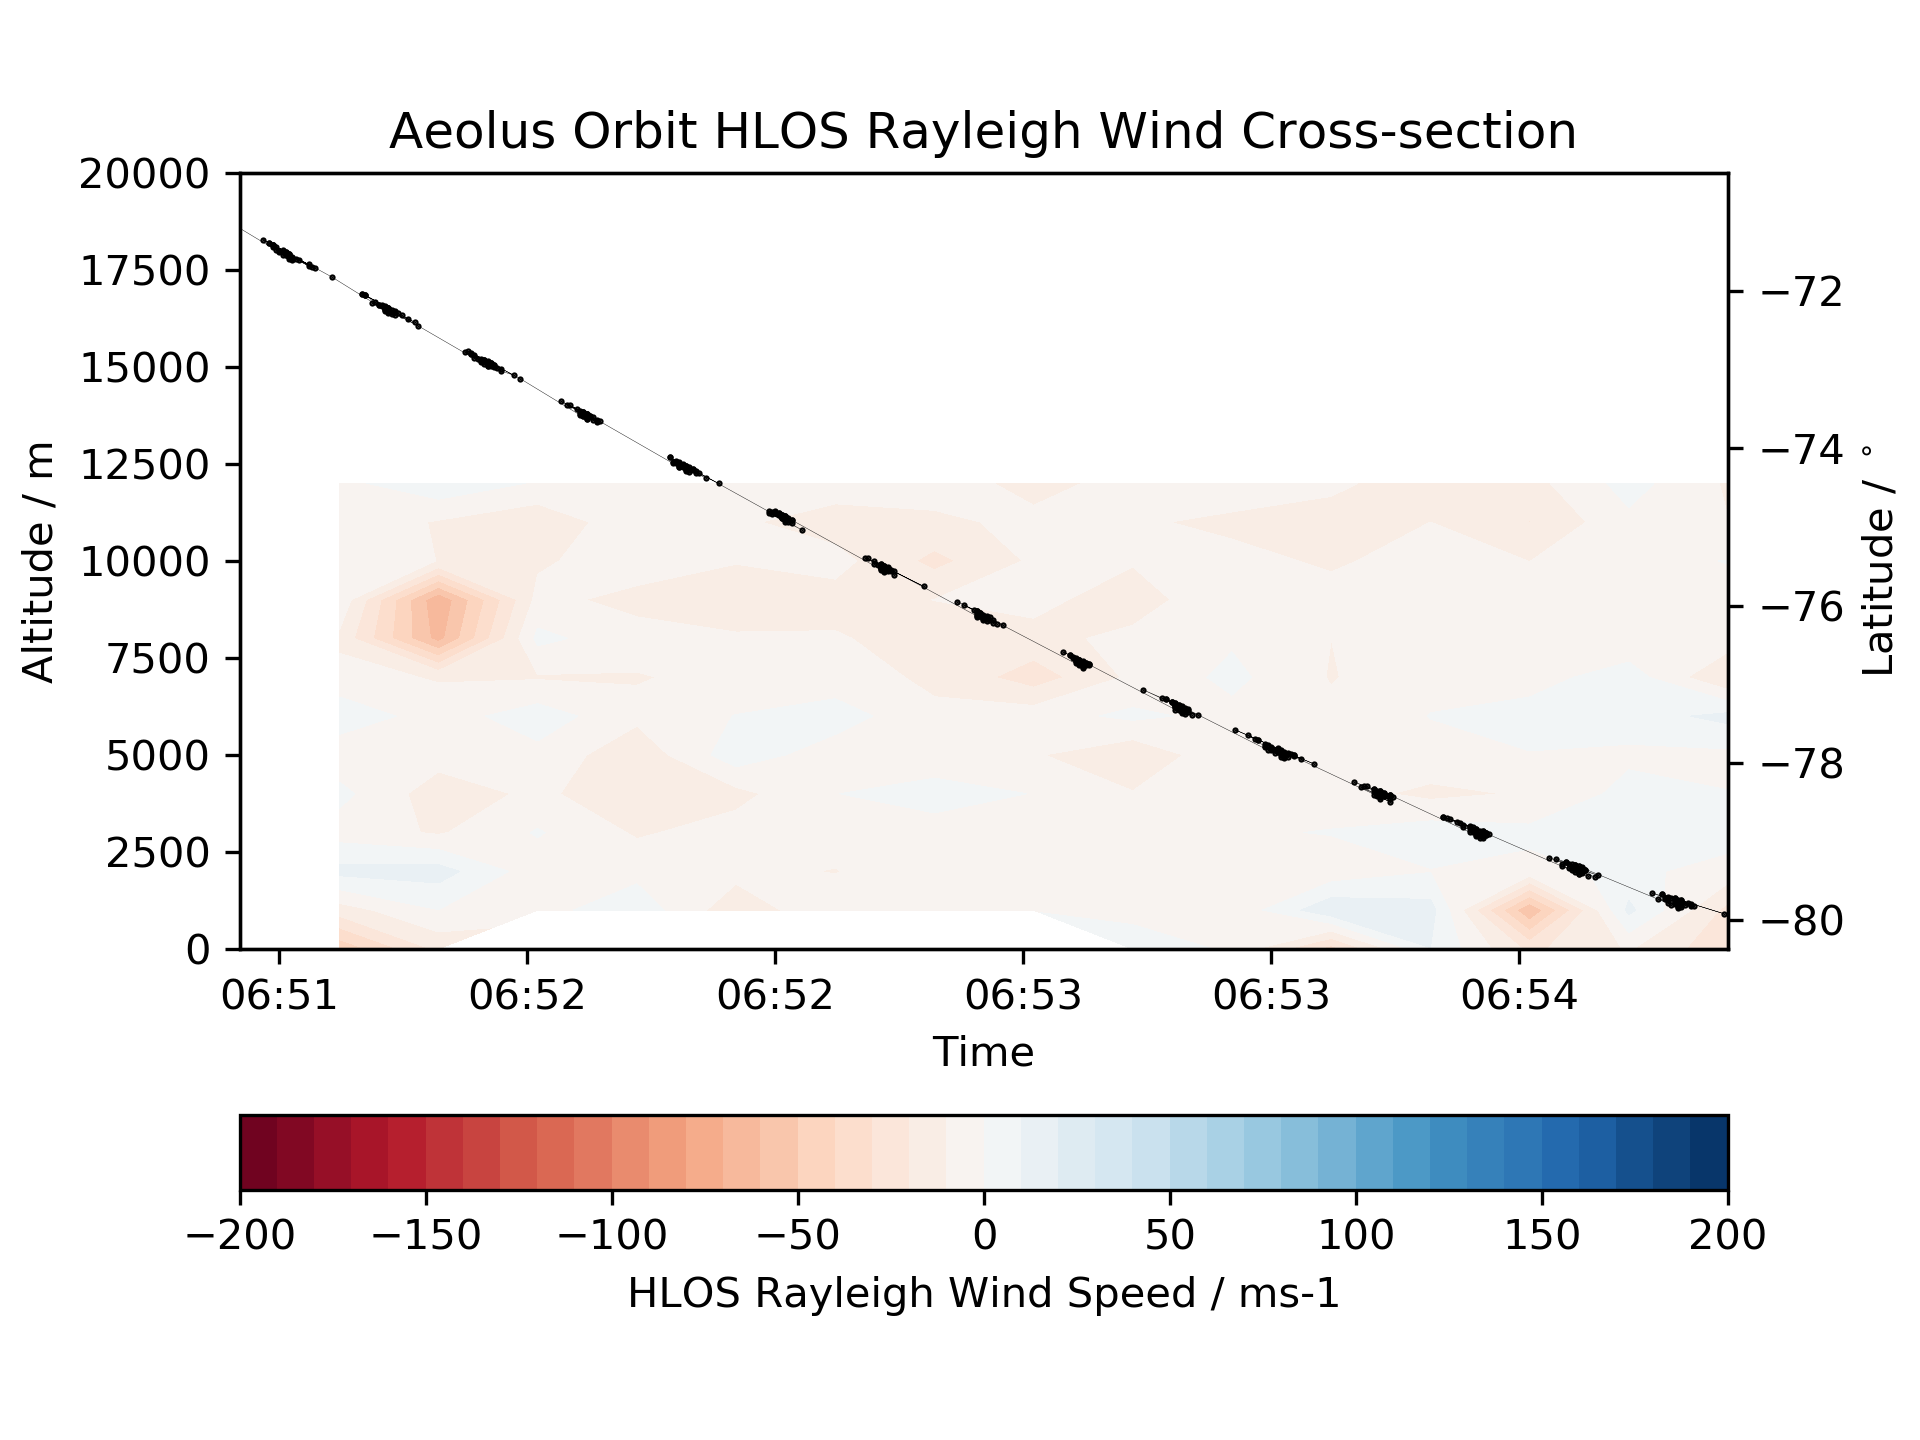 Aeolus Orbit HLOS Rayleigh Wind Cross-section
20000
17500
15000
12500
10000
7500
5000
2500
0
Altitude / m
−72
−74
−76
−78
−80
Latitude / °
06:51 06:52 06:52 06:53 06:53 06:54
Time
−200 −150 −100 −50 0 50 100 150 200
HLOS Rayleigh Wind Speed / ms-1